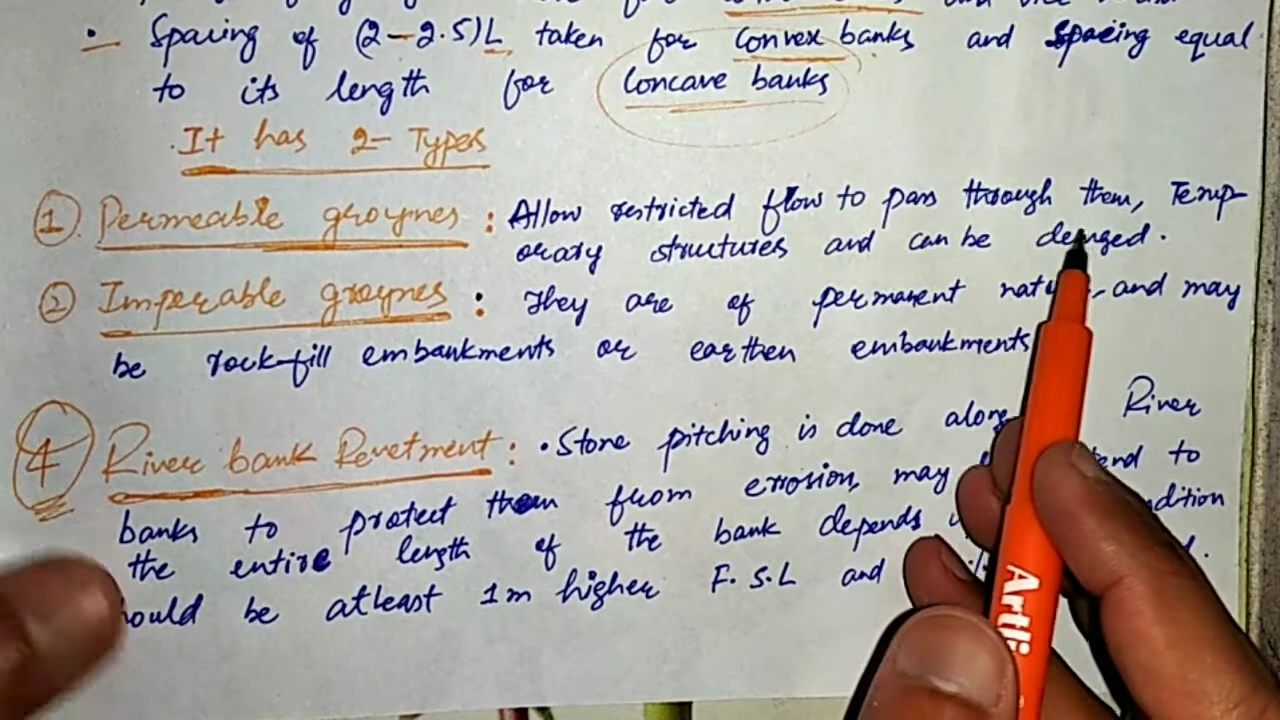 and
• Spacing of (2-2.5)L taken for convex banks and Spacing equal
to its length for Concave banks
It has 2- Types
① Permeable groynes : Allow restricted flow to pass through them, Temp-
orary structures and can be
② Imperable groynes : They are of permanent, and may
be rock-fill embankments or earthen embankments
④ River bank Revetment : • Stone pitching is done along River
banks to protect them from errosion, may to
the entire length of the bank depends
be atleast 1m higher F.S.L and
Artli